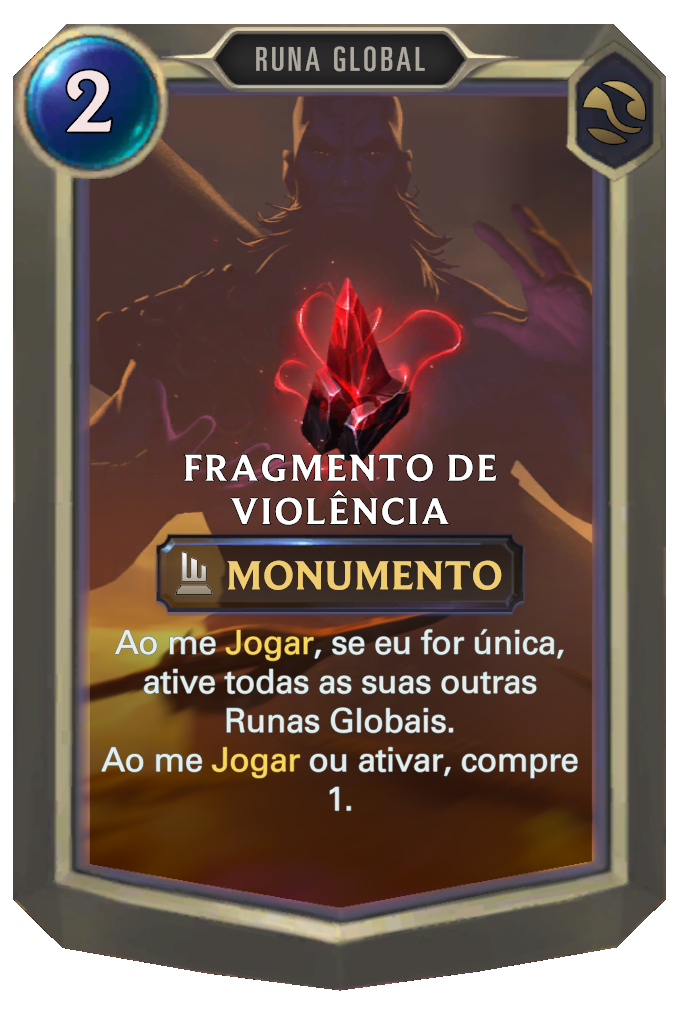 RUNA GLOBAL
2
FRAGMENTO DE
VIOLÊNCIA
MONUMENTO
Ao me Jogar, se eu for única,
ative todas as suas outras
Runas Globais.
Ao me Jogar ou ativar, compre
1.